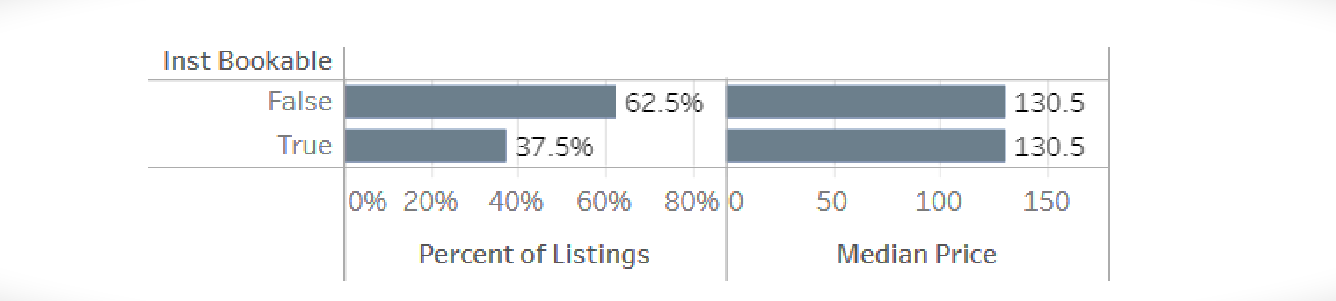 Inst Bookable
False 62.5% 130.5
True 37.5% 130.5
0% 20% 40% 60% 80% 0 50 100 150
Percent of Listings Median Price